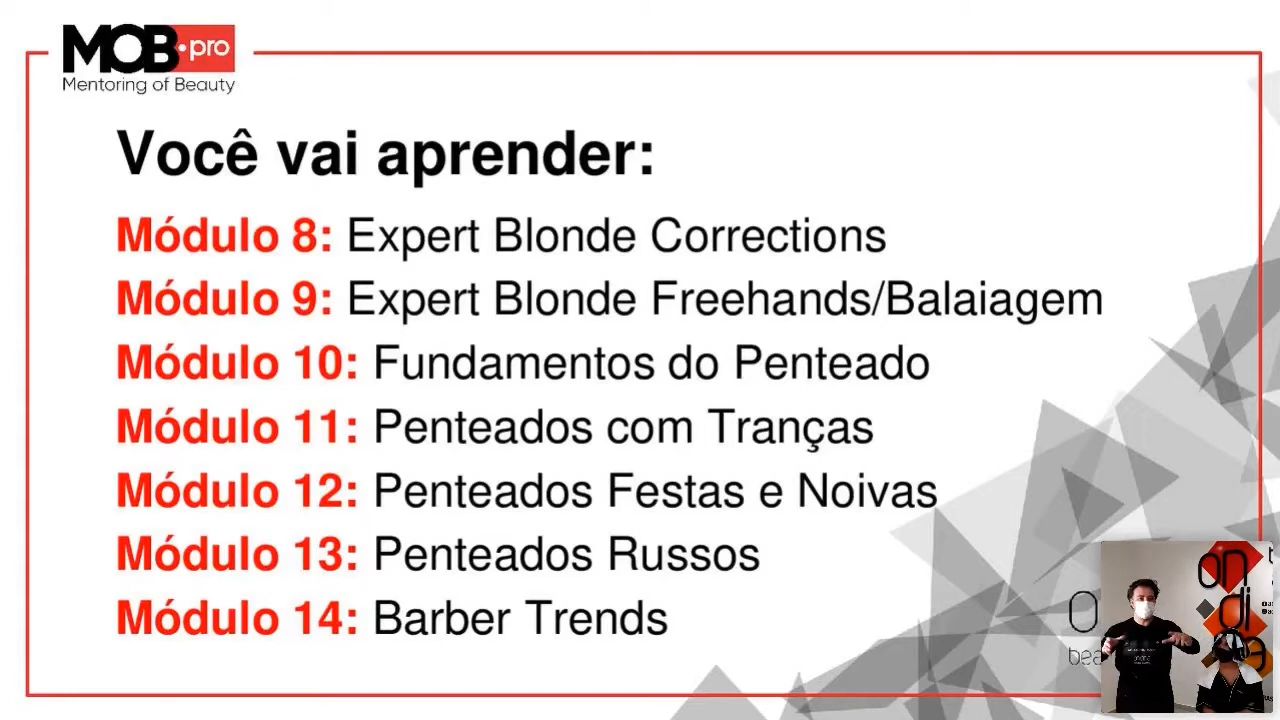 MOB.pro
Mentoring of Beauty
Você vai aprender:
Módulo 8: Expert Blonde Corrections
Módulo 9: Expert Blonde Freehands/Balaiagem
Módulo 10: Fundamentos do Penteado
Módulo 11: Penteados com Tranças
Módulo 12: Penteados Festas e Noivas
Módulo 13: Penteados Russos
Módulo 14: Barber Trends
on
di